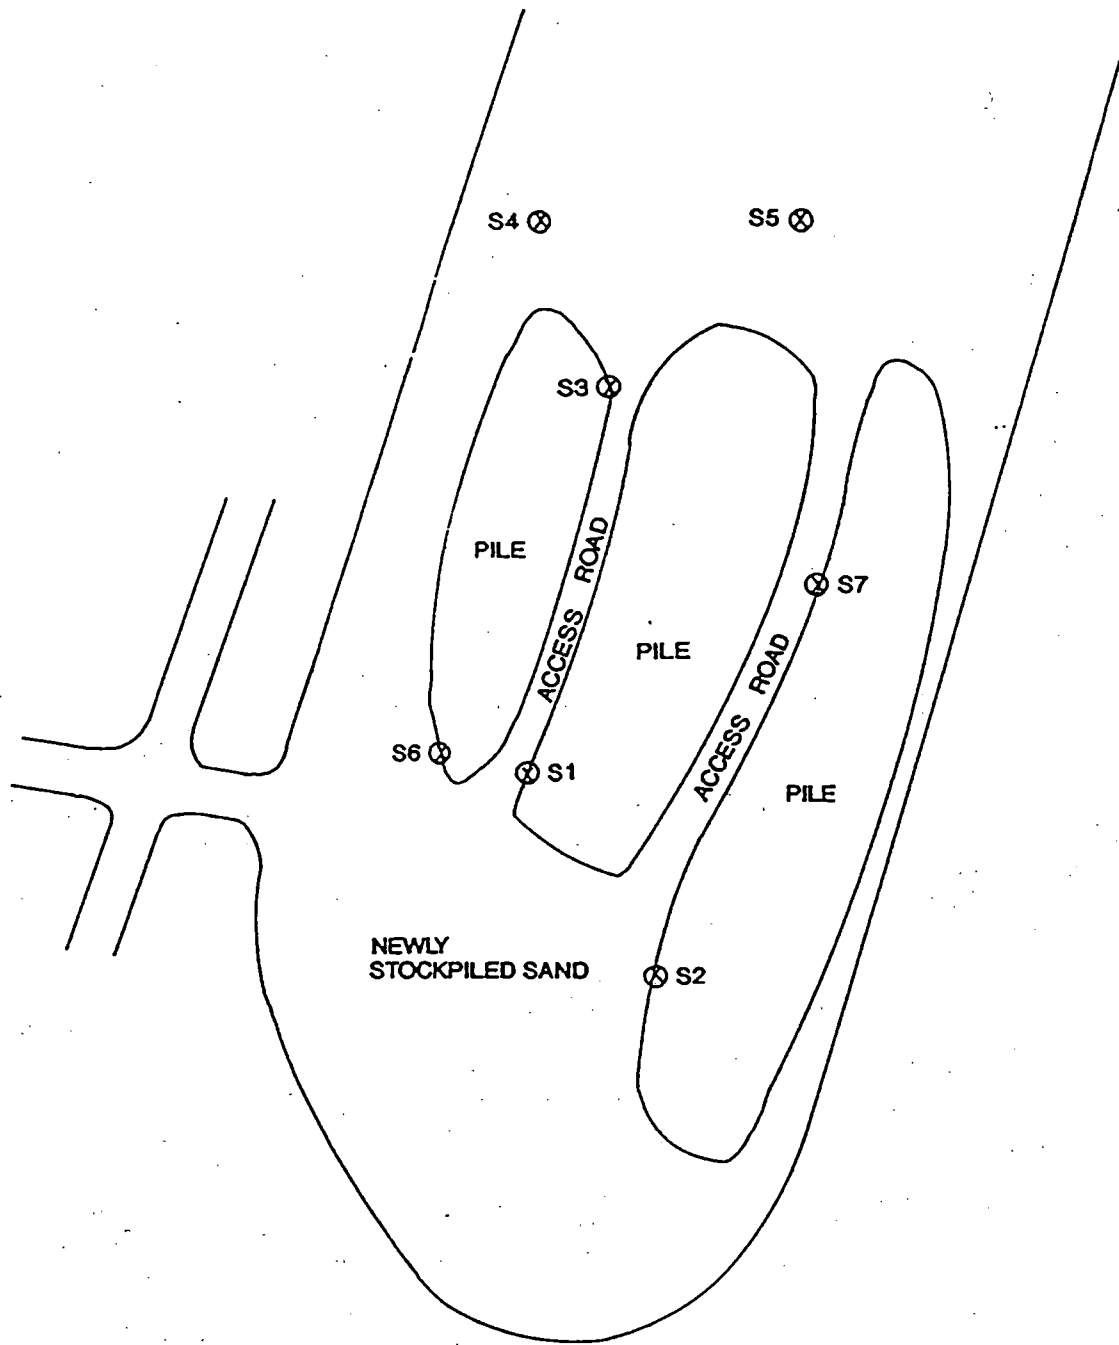 S4
S5
S3
PILE
ACCESS ROAD
S7
PILE
ACCESS ROAD
S6
S1
PILE
NEWLY
STOCKPILED SAND
S2